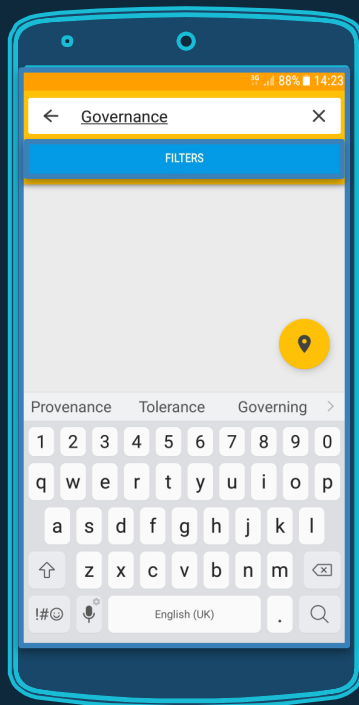 3G 88% 14:23
Governance
FILTERS
Provenance Tolerance Governing
1 2 3 4 5 6 7 8 9 0
q w e r t y u i o p
a s d f g h j k l
z x c v b n m
!#☺ English (UK) .